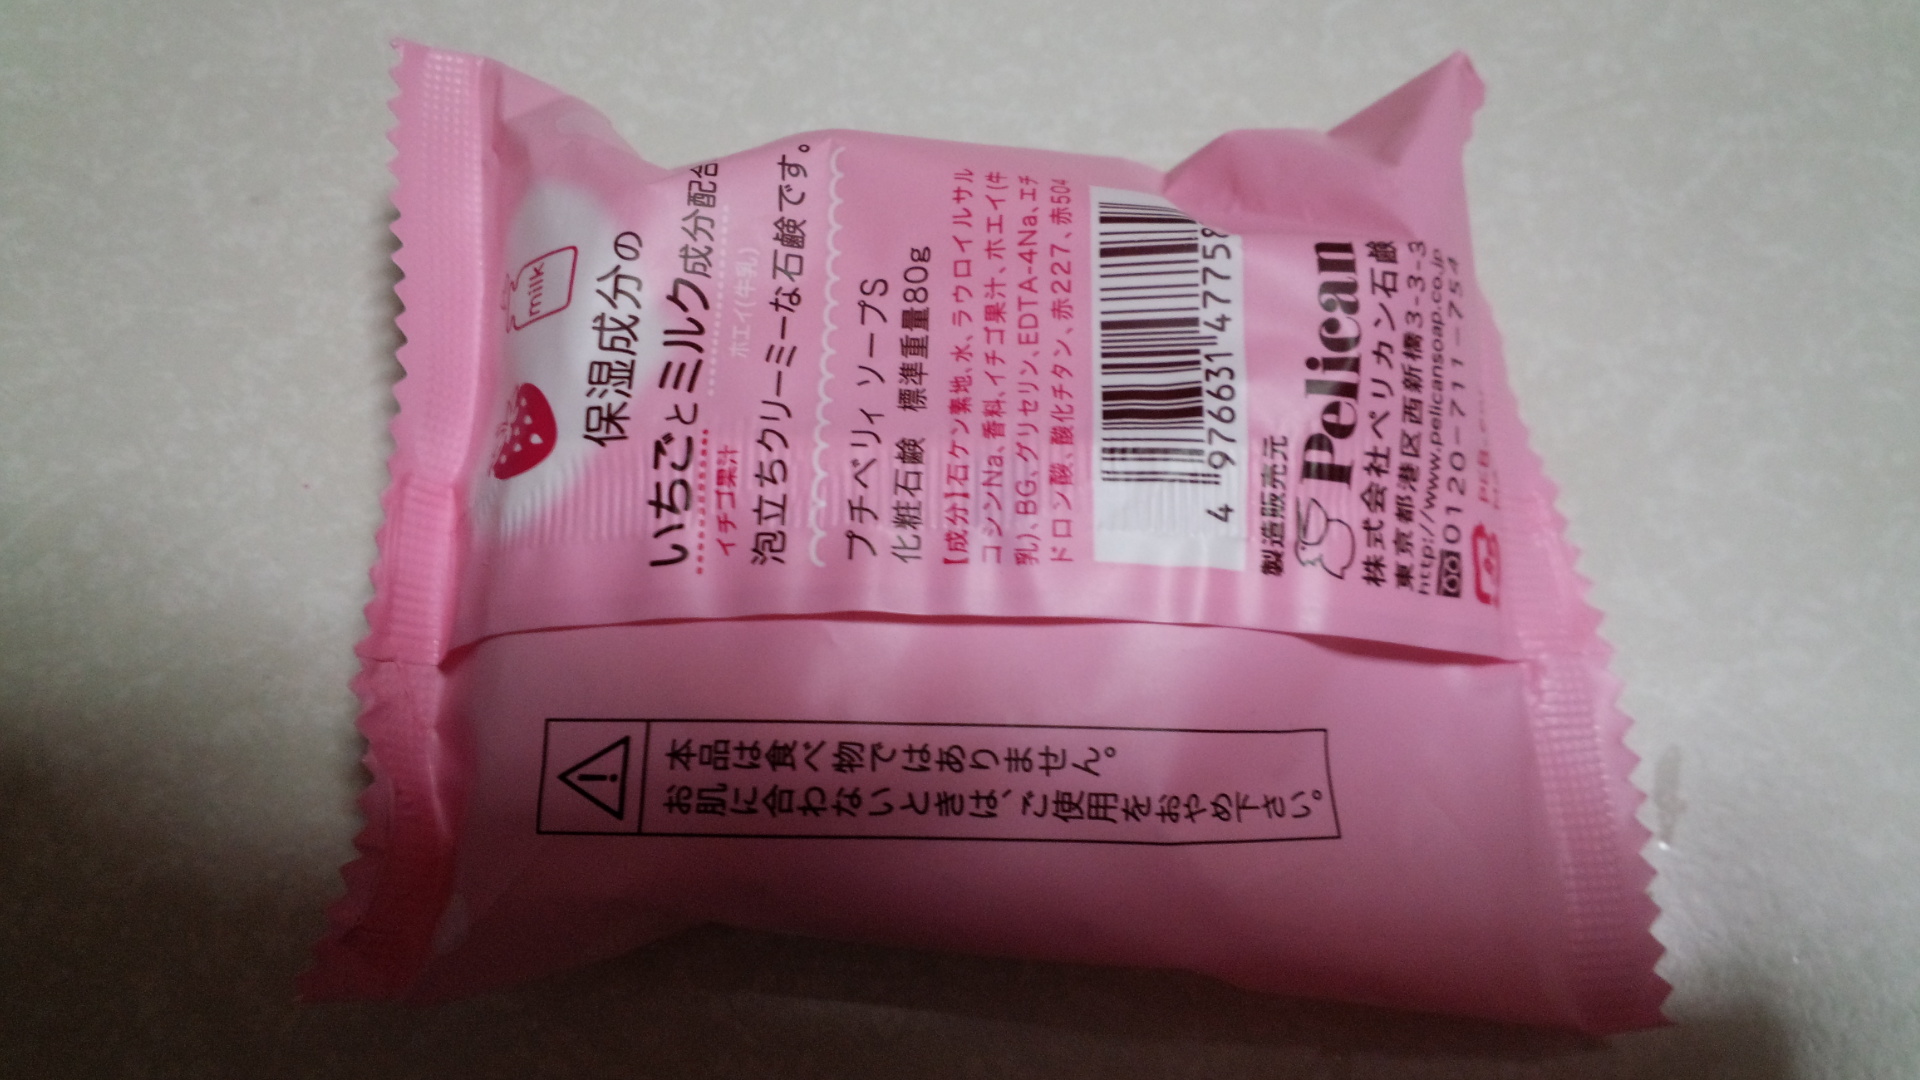 milk
保湿成分の
いちごとミルク成分配合
イチゴ果汁 ホエイ(牛乳)
泡立ちクリーミーな石鹸です。
プチベリィ ソープS
化粧石鹸 標準重量80g
【成分】石ケン素地、水、ラウロイルサル
コシンNa、香料、イチゴ果汁、ホエイ(牛
乳)、BG、グリセリン、EDTA-4Na、エチ
ドロン酸、酸化チタン、赤227、赤504
4 976631 477758
製造販売元
Pelican
株式会社ペリカン石鹸
東京都港区西新橋3-3-3
http://www.pelicansoap.co.jp
0120-711-754
本品は食べ物ではありません。
お肌に合わないときは、ご使用をおやめ下さい。